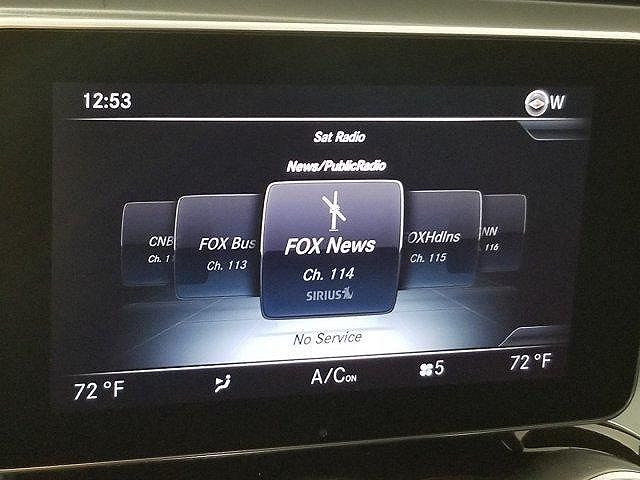 12:53
W
Sat Radio
News/PublicRadio
CNB
Ch. 1
FOX Bus
Ch. 113
FOX News
Ch. 114
SIRIUS
OXHdlns
Ch. 115
NN
116
No Service
72 °F
A/C ON
5
72 °F